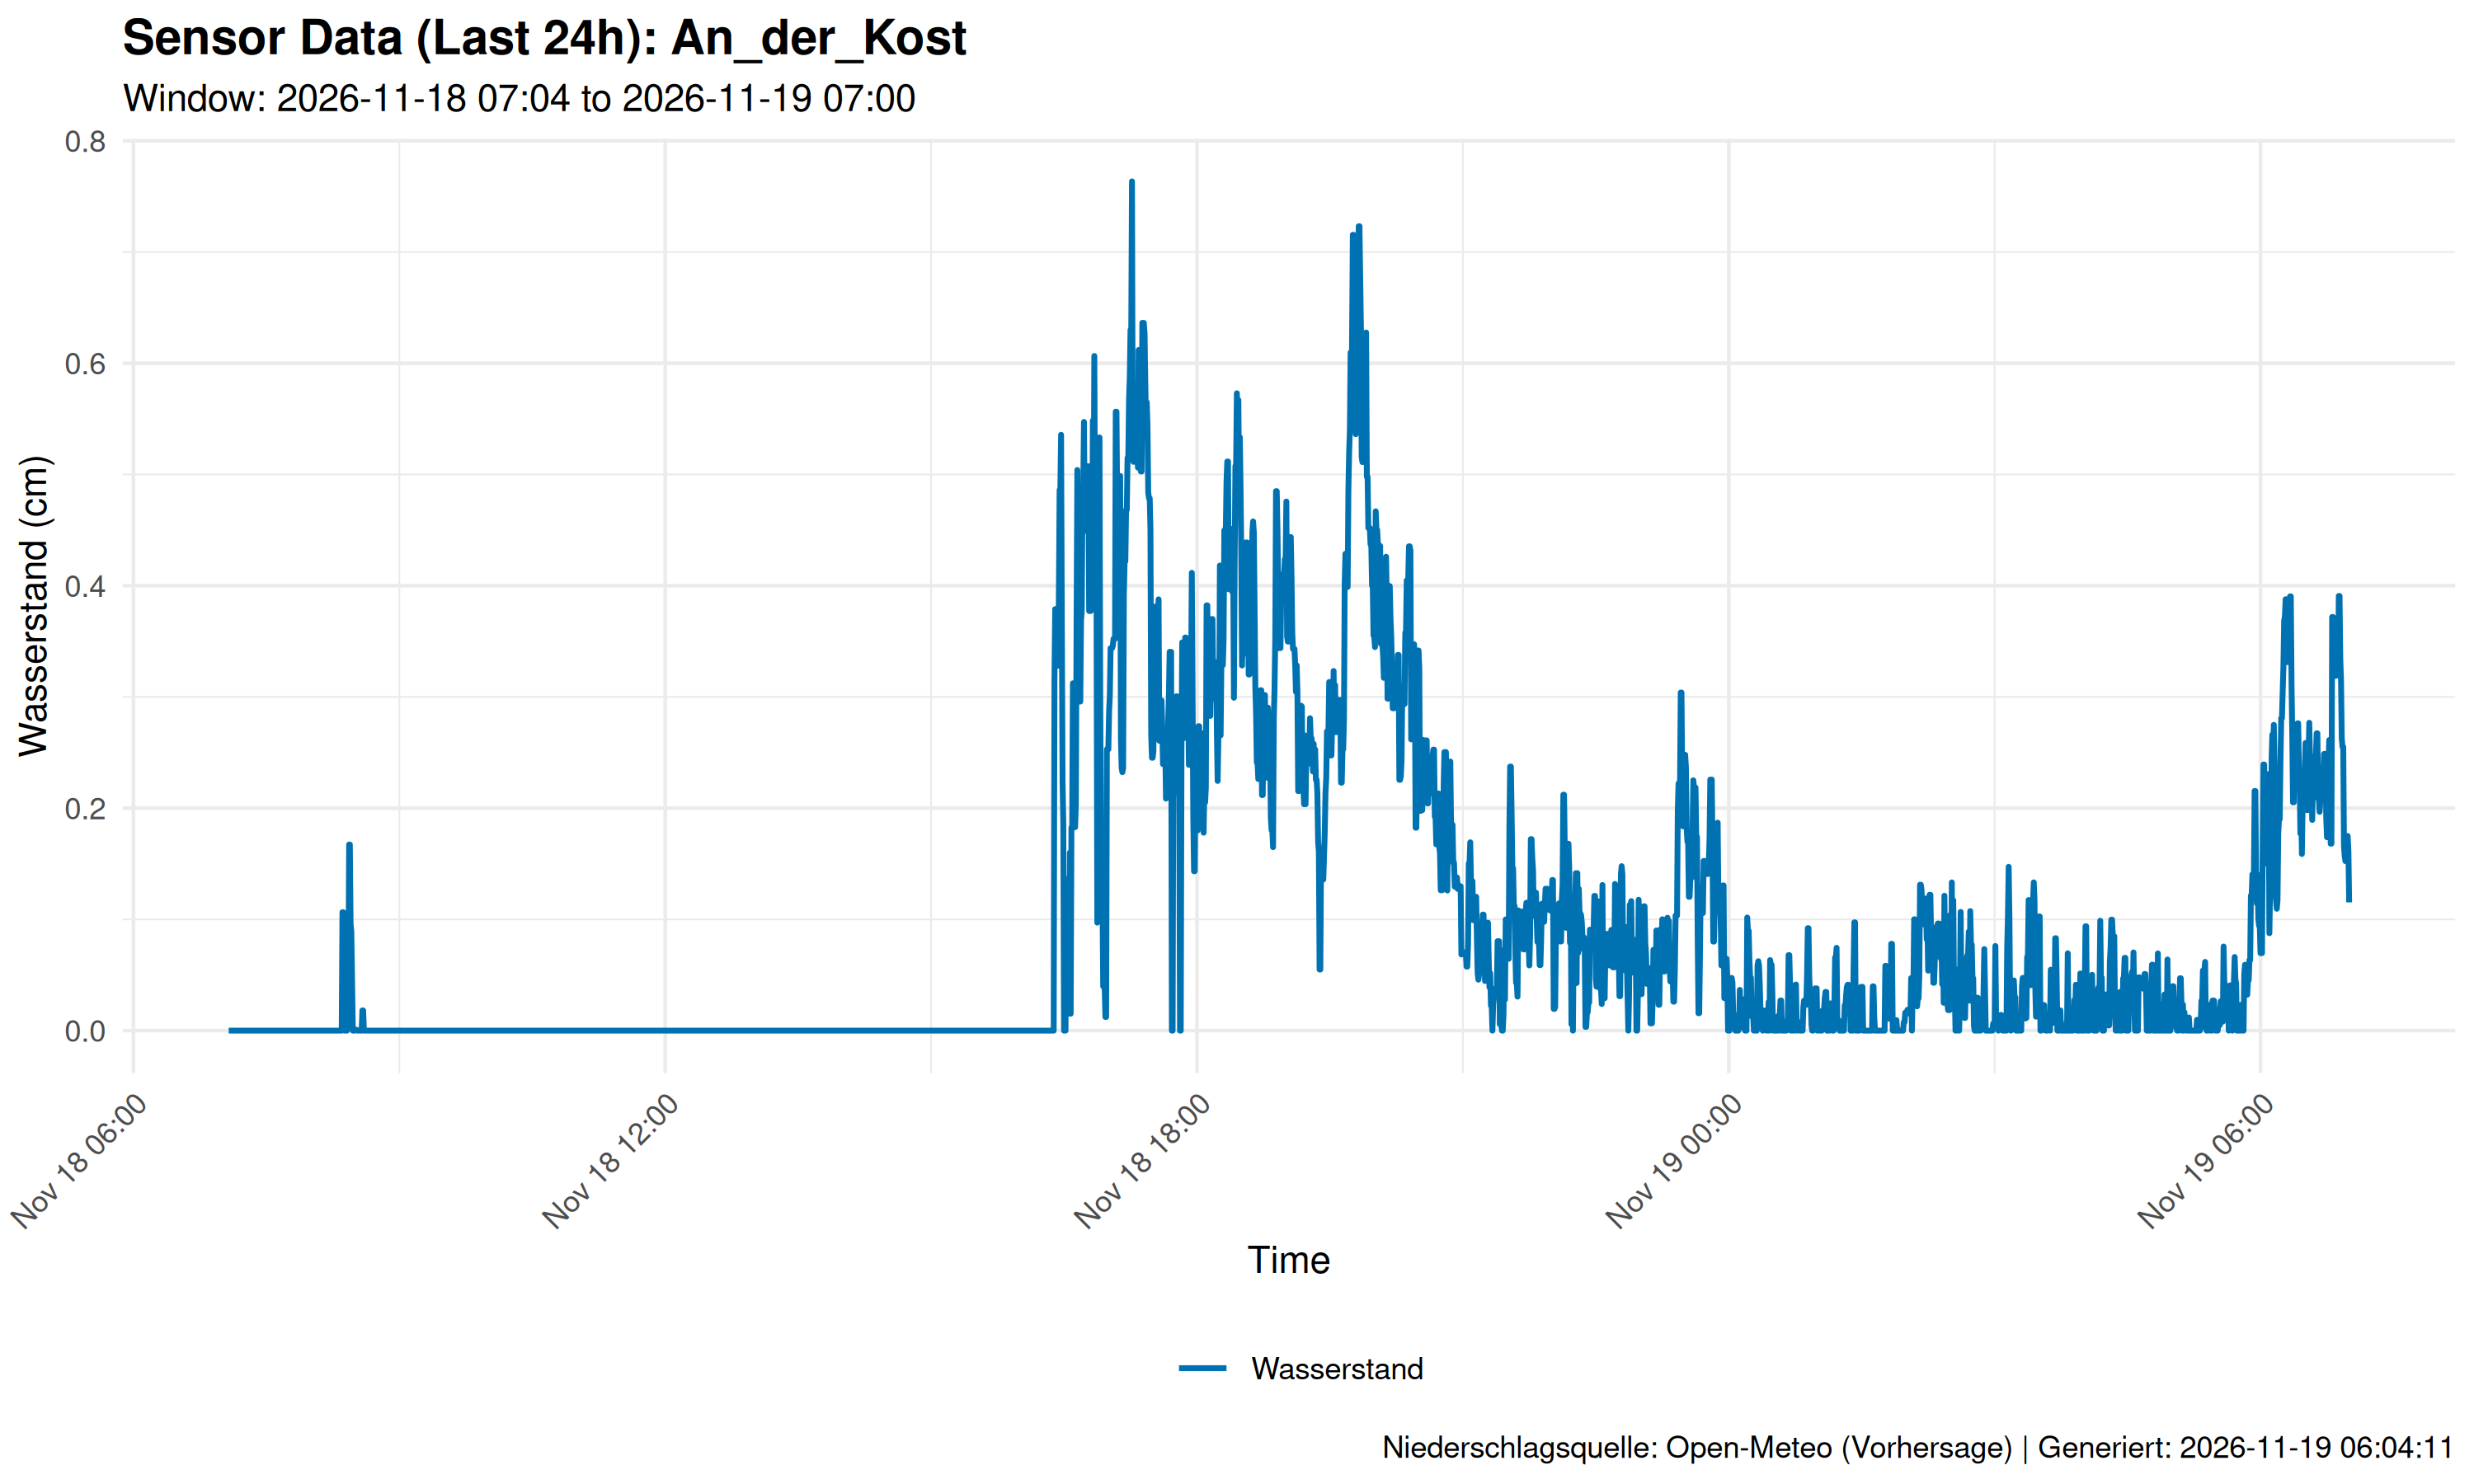 Sensor Data (Last 24h): An_der_Kost
Window: 2026-11-18 07:04 to 2026-11-19 07:00
Wasserstand (cm)
0.8
0.6
0.4
0.2
0.0
Nov 18 06:00
Nov 18 12:00
Nov 18 18:00
Nov 19 00:00
Nov 19 06:00
Time
Wasserstand
Niederschlagsquelle: Open-Meteo (Vorhersage) | Generiert: 2026-11-19 06:04:11